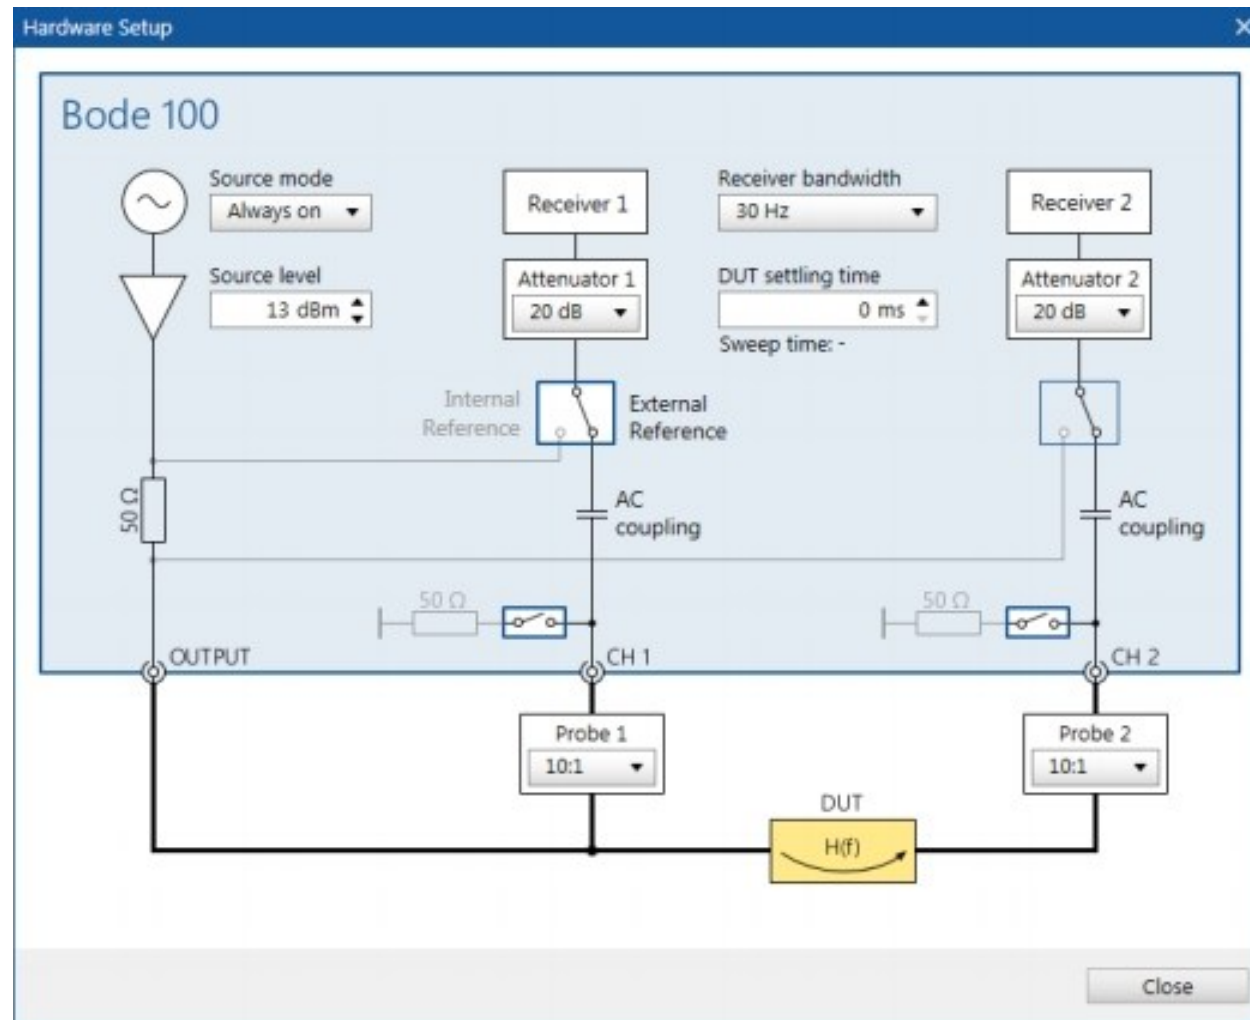 Hardware Setup
Bode 100
Source mode
Always on
Receiver 1
Receiver bandwidth
30 Hz
Receiver 2
Source level
13 dBm
Attenuator 1
20 dB
DUT settling time
0 ms
Sweep time: -
Attenuator 2
20 dB
Internal
Reference
External
Reference
50 Ω
AC
coupling
AC
coupling
50 Ω
50 Ω
OUTPUT
CH 1
CH 2
Probe 1
10:1
Probe 2
10:1
DUT
H(f)
Close